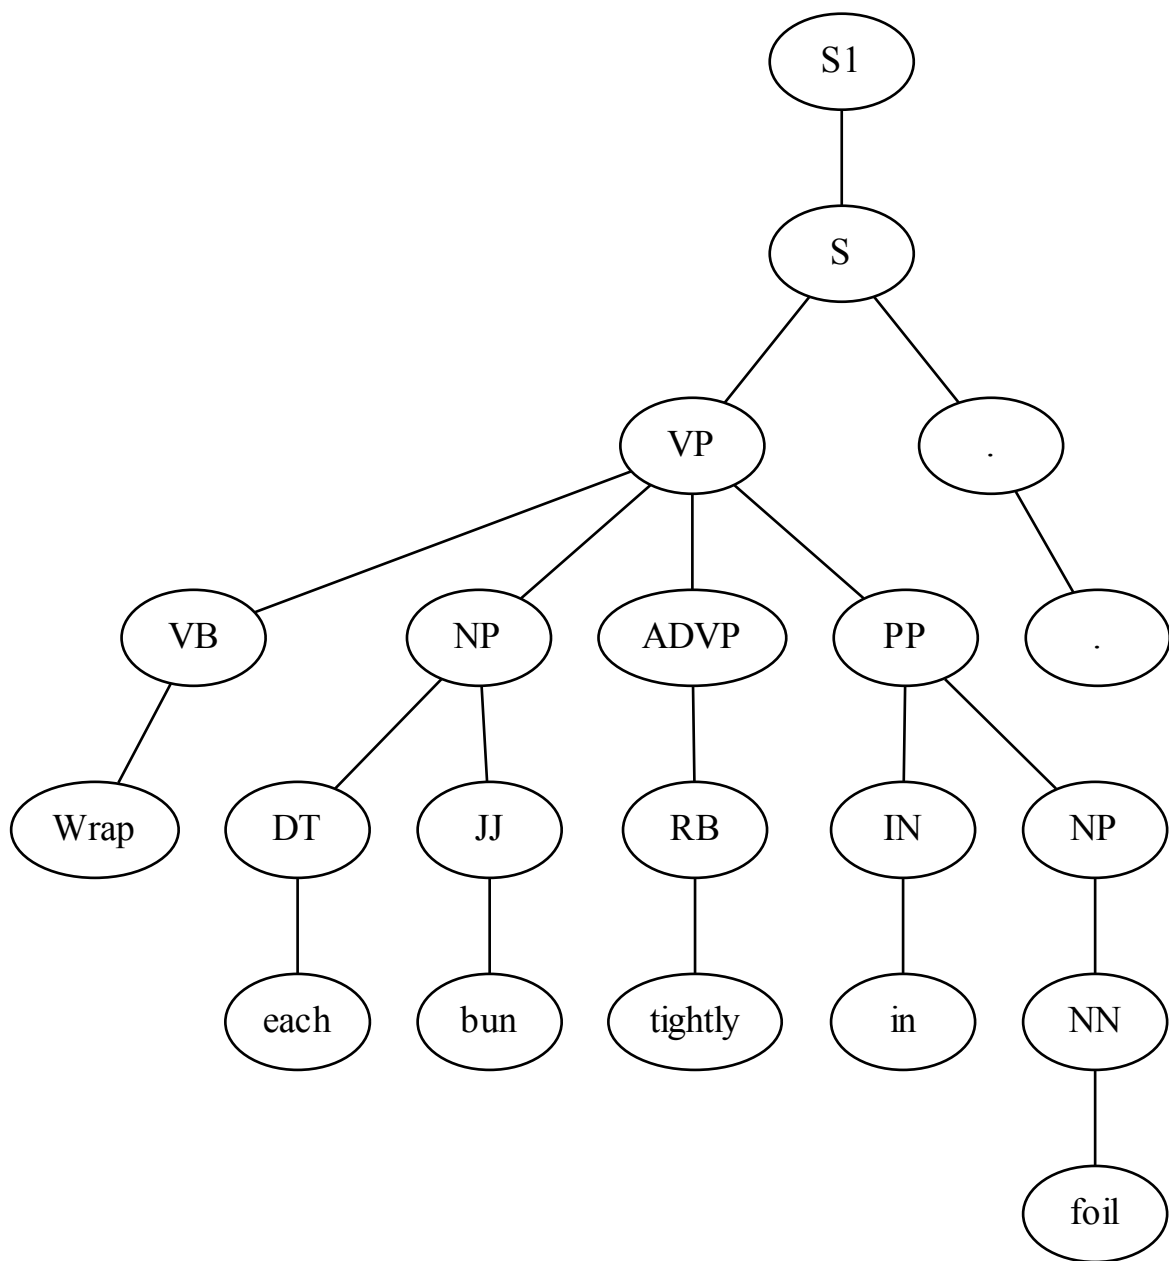 S1
S
VP .
VB NP ADVP PP .
Wrap DT JJ RB IN NP
each bun tightly in NN
foil